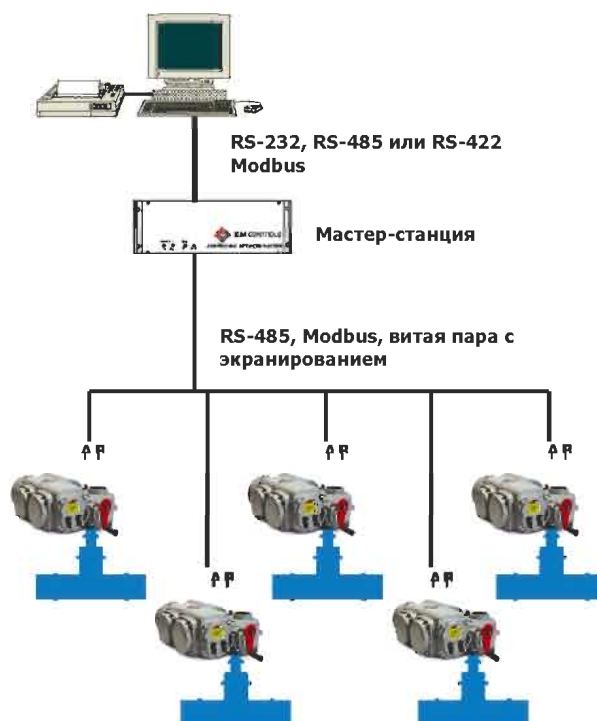 RS-232, RS-485 или RS-422
Modbus
Мастер-станция
RS-485, Modbus, витая пара с
экранированием